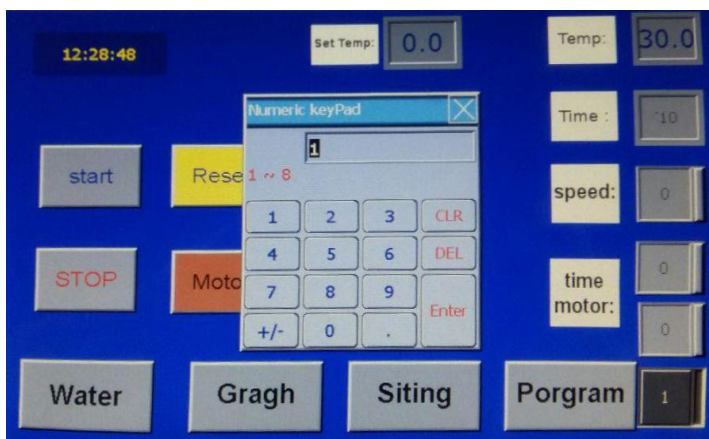 12:28:48
Set Temp: 0.0
Temp: 30.0
Numeric keyPad
1
1 ~ 8
Time : 10
start
Rese
speed: 0
1 2 3 CLR
4 5 6 DEL
7 8 9 Enter
+/- 0 .
STOP
Moto
time
motor:
0
0
Water
Gragh
Siting
Porgram
1